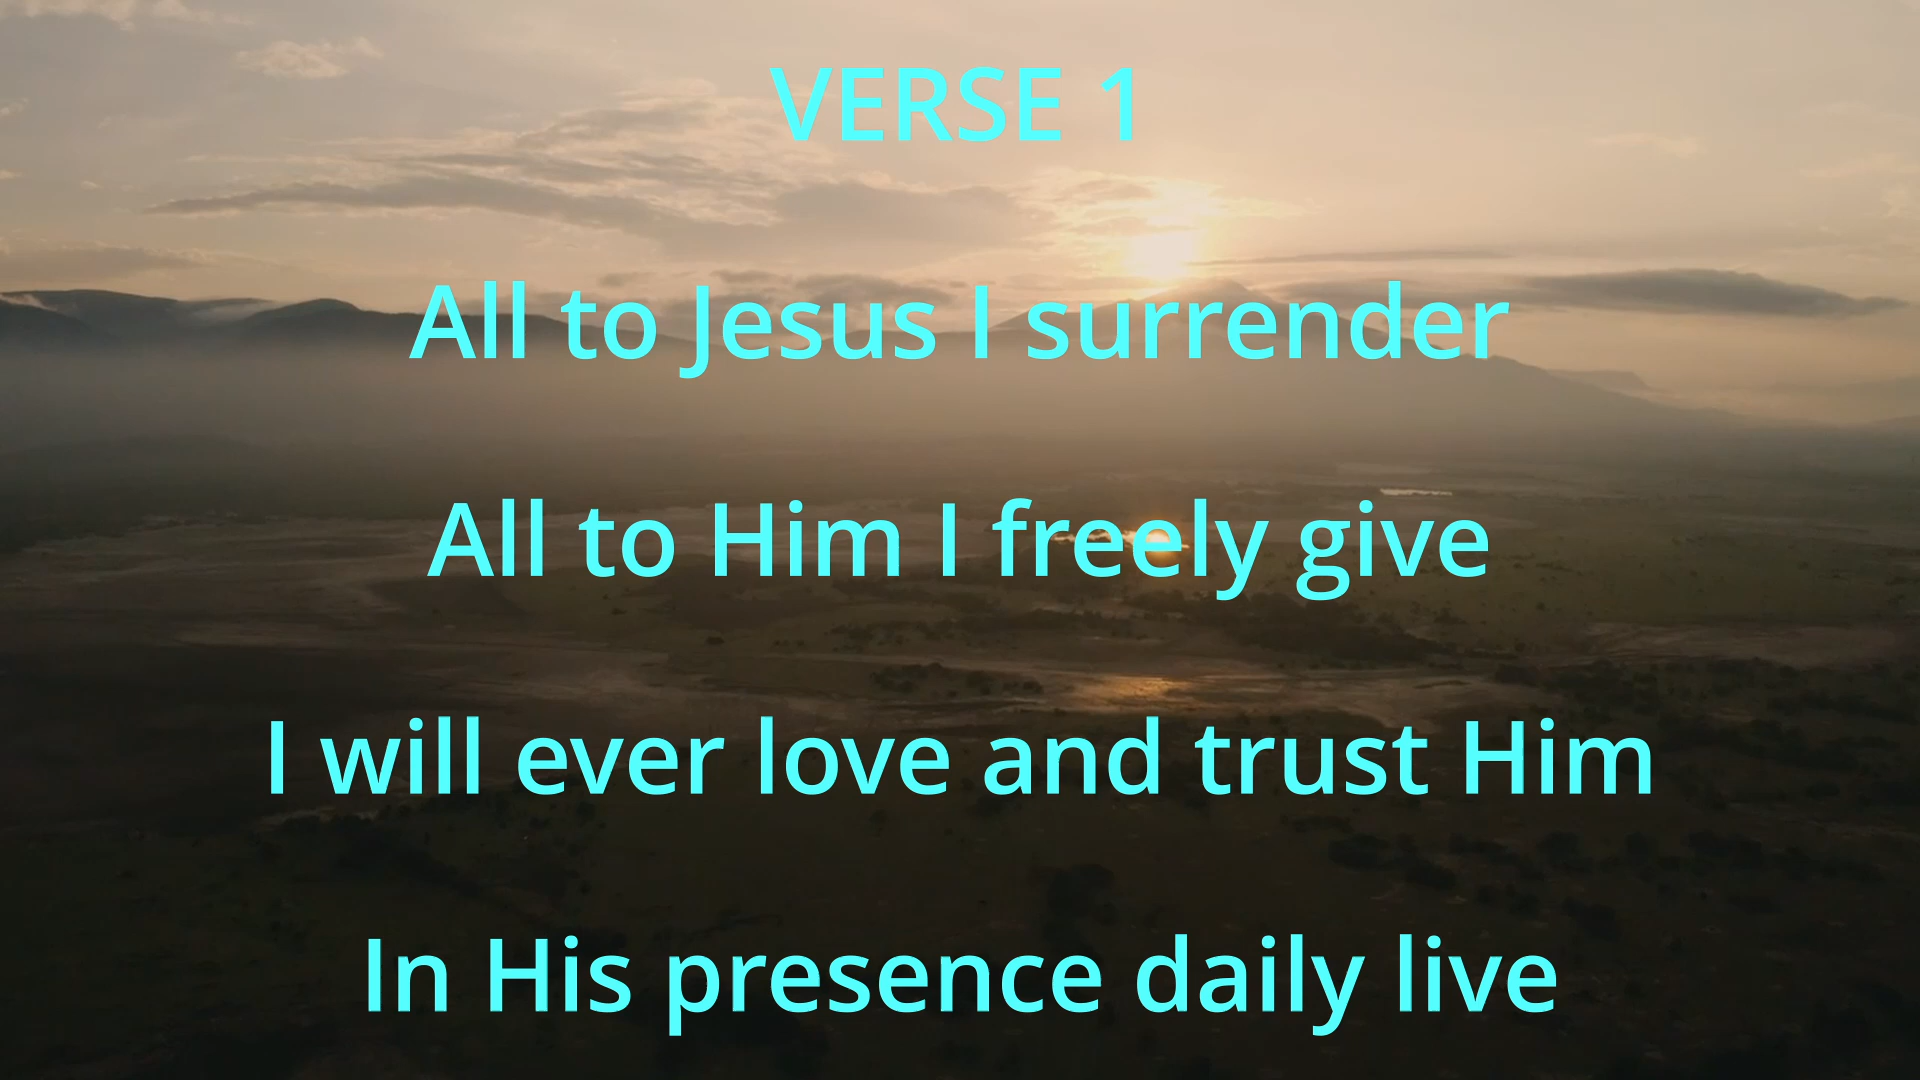 VERSE 1
All to Jesus I surrender
All to Him I freely give
I will ever love and trust Him
In His presence daily live